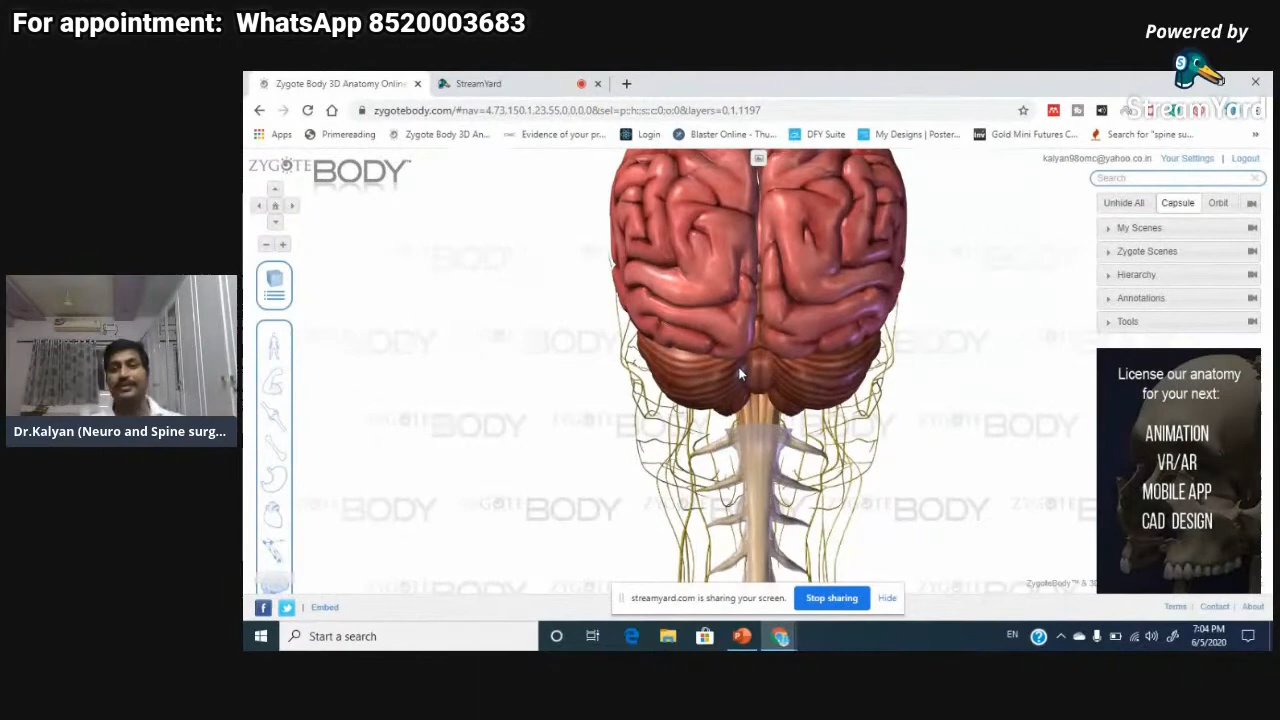 For appointment: WhatsApp 8520003683
Powered by
StreamYard
Zygote Body 3D Anatomy Online
StreamYard
zygotebody.com/#nav=4.73,150.1,23.55,0,0,0,0&sel=p:;h:;s:;c:0;o:0&layers=0,1,1197
Apps
Primereading
Zygote Body 3D An...
Evidence of your pr...
Login
Blaster Online - Thu...
DFY Suite
My Designs | Poster...
Gold Mini Futures C...
Search for "spine su...
ZYGOTE BODY™
kalyan98omc@yahoo.co.in
Your Settings | Logout
Search
Unhide All
Capsule
Orbit
My Scenes
Zygote Scenes
Hierarchy
Annotations
Tools
License our anatomy
for your next:
ANIMATION
VR/AR
MOBILE APP
CAD DESIGN
Dr.Kalyan (Neuro and Spine surg...
ZygoteBody™ & 3D
streamyard.com is sharing your screen.
Stop sharing
Hide
Embed
Terms | Contact | About
Start a search
EN
7:04 PM
6/5/2020